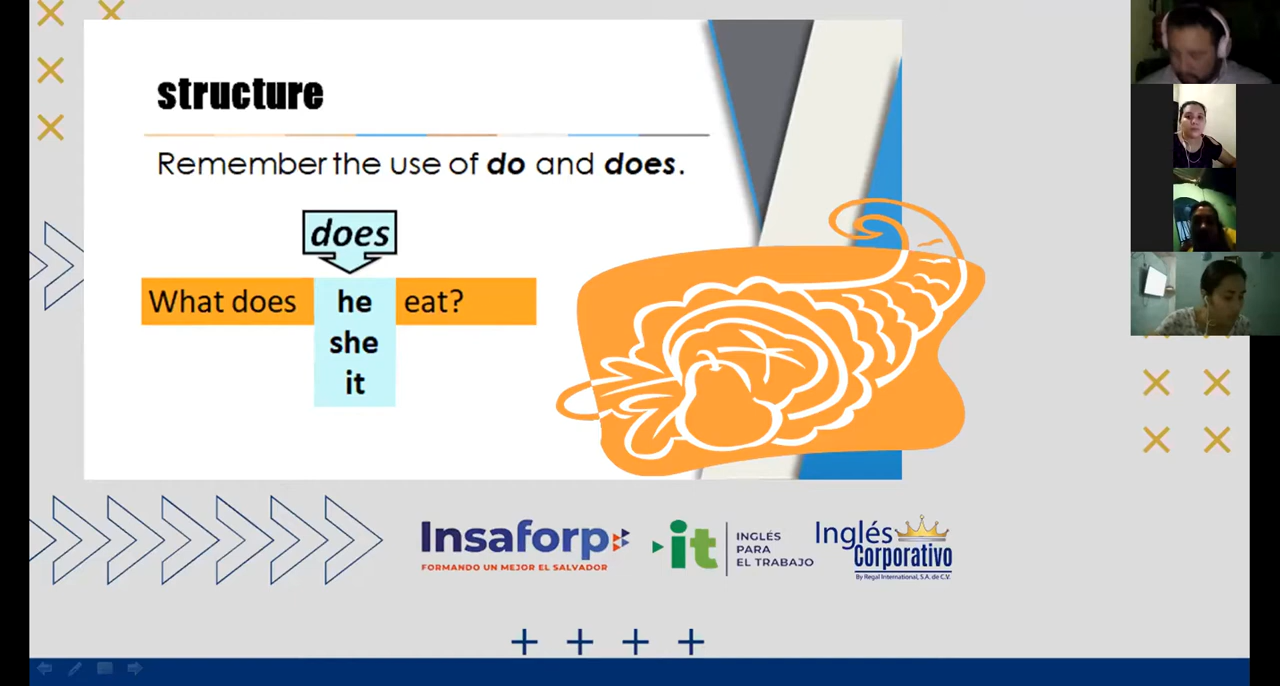 structure
Remember the use of do and does.
does
What does he eat?
she
it
Insaforp
FORMANDO UN MEJOR EL SALVADOR
it
INGLÉS
PARA
EL TRABAJO
Inglés
Corporativo
By Regal International, S.A. de C.V.